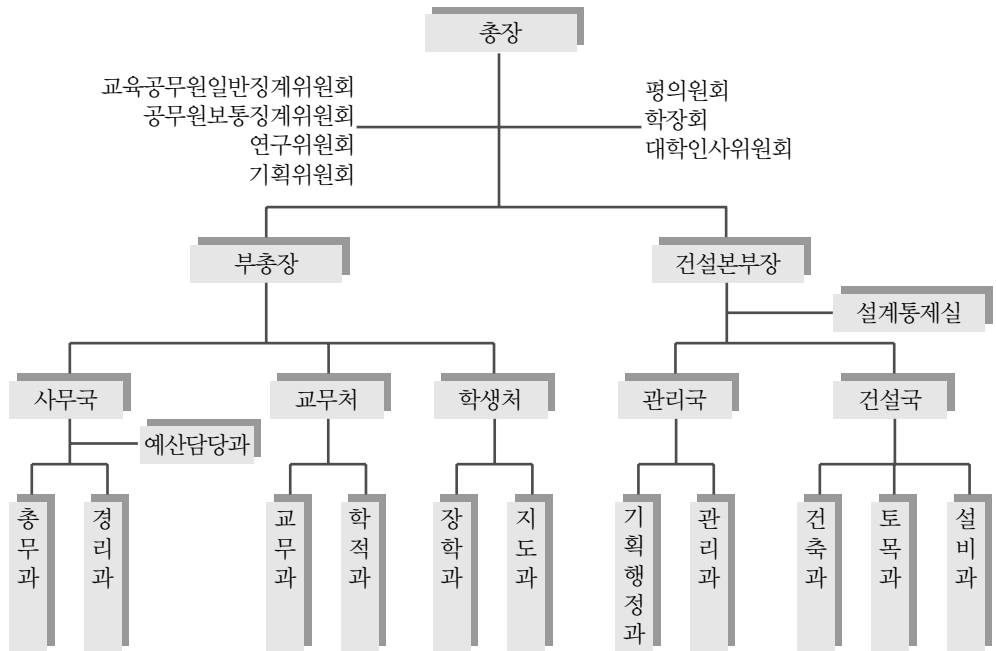 총장
교육공무원일반징계위원회
공무원보통징계위원회
연구위원회
기획위원회
평의원회
학장회
대학인사위원회
부총장
건설본부장
설계통제실
사무국
교무처
학생처
관리국
건설국
예산담당과
총무과
경리과
교무과
학적과
장학과
지도과
기획행정과
관리과
건축과
토목과
설비과